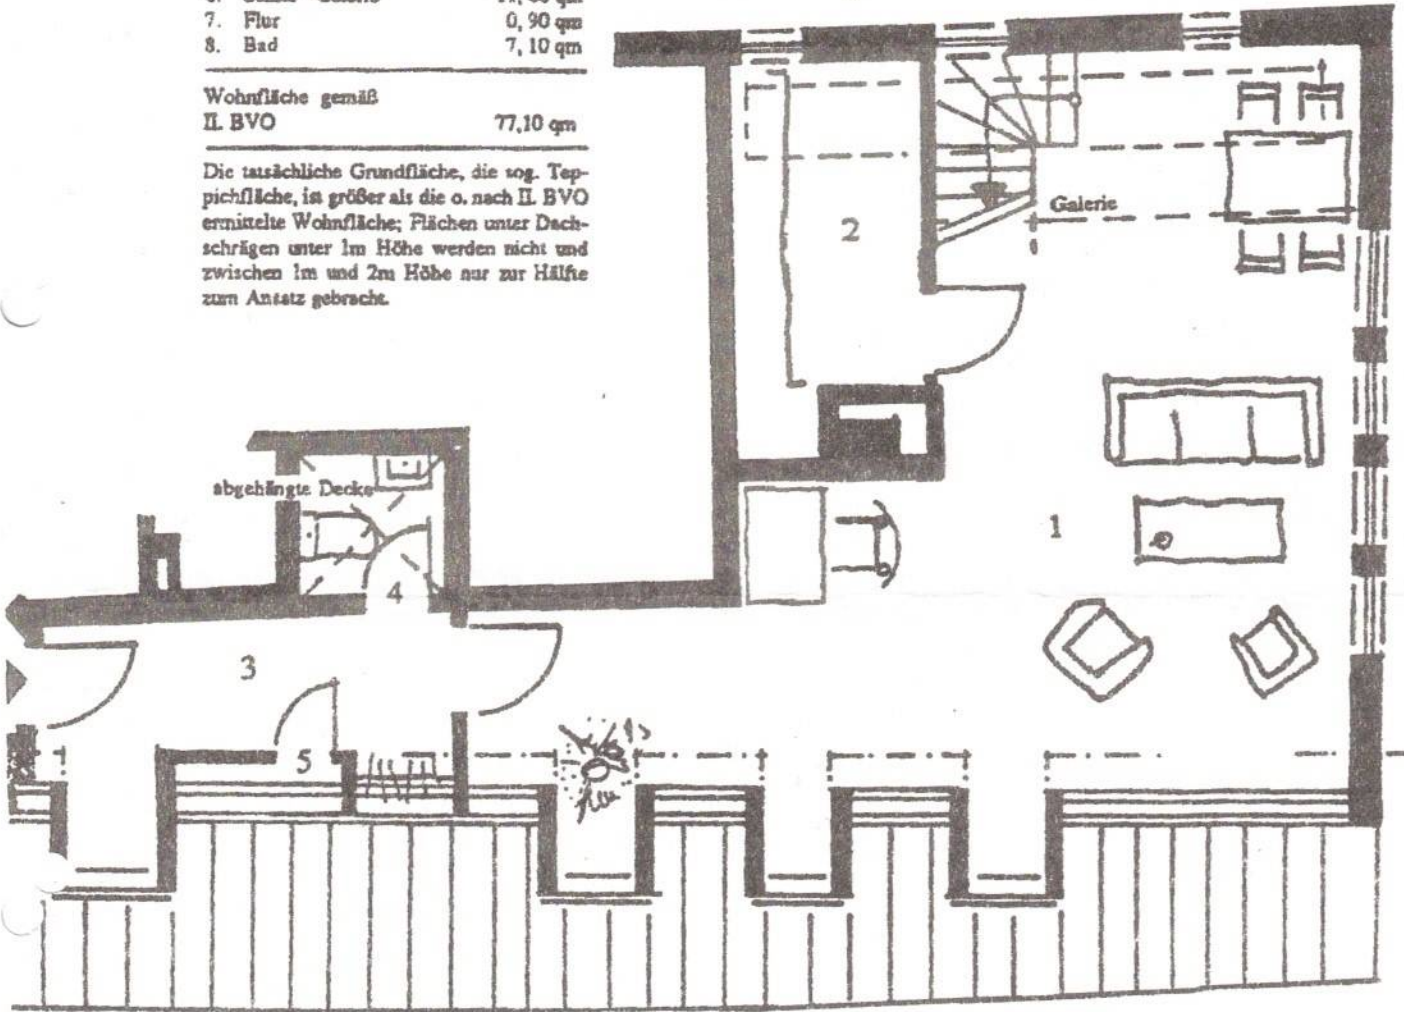 7. Flur 0, 90 qm
8. Bad 7, 10 qm
Wohnfläche gemäß
II. BVO 77,10 qm
Die tatsächliche Grundfläche, die sog. Tep-
pichfläche, ist größer als die o. nach II. BVO
ermittelte Wohnfläche; Flächen unter Dach-
schrägen unter 1m Höhe werden nicht und
zwischen 1m und 2m Höhe nur zur Hälfte
zum Ansatz gebracht.
2
Galerie
abgehängte Decke
1
4
3
5